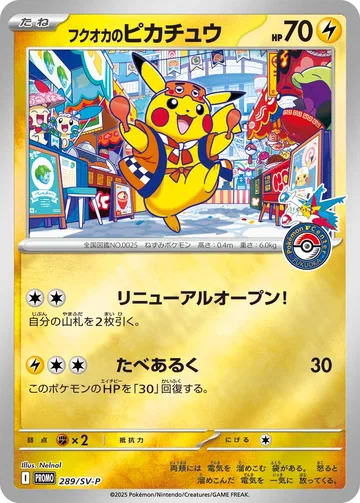 たね
フクオカのピカチュウ
HP70
全国図鑑NO.0025 ねずみポケモン 高さ:0.4m 重さ:6.0kg
Pokémon Center
FUKUOKA
リニューアルオープン!
自分の山札を2枚引く。
たべあるく 30
このポケモンのHPを「30」回復する。
弱点 ×2 抵抗力 にげる
Illus. Nelnal
I PROMO 289/SV-P
両頬には 電気を 溜めこむ 袋がある。 怒ると
溜めこんだ 電気を 一気に 放ってくる。
©2025 Pokémon/Nintendo/Creatures/GAME FREAK.